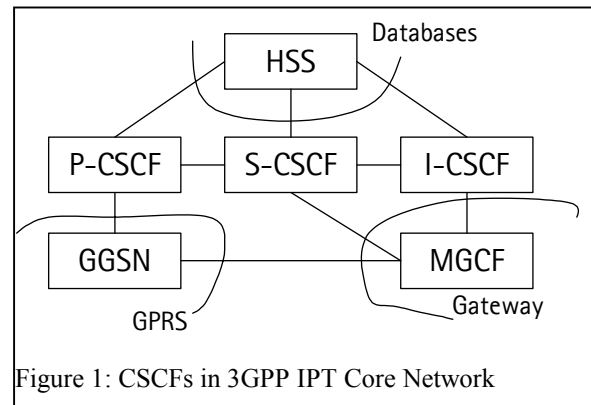 Databases
HSS
P-CSCF
S-CSCF
I-CSCF
GGSN
MGCF
GPRS
Gateway
Figure 1: CSCFs in 3GPP IPT Core Network